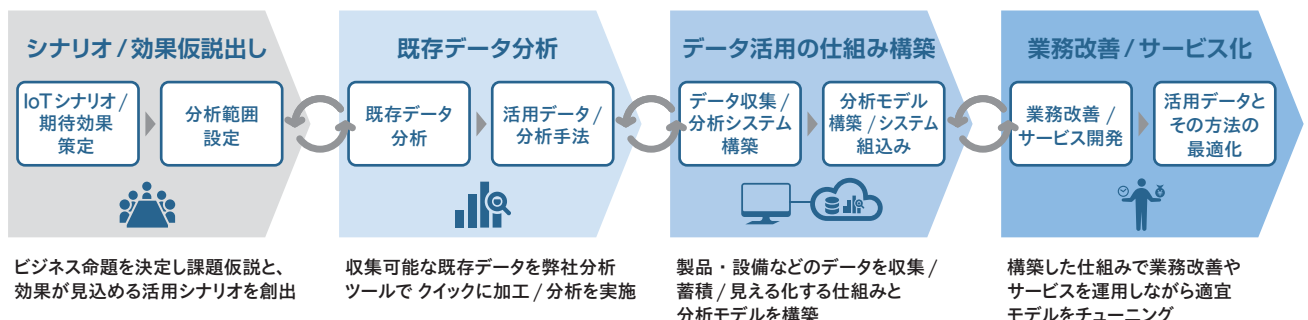 シナリオ / 効果仮説出し
IoTシナリオ /
期待効果
策定
分析範囲
設定
ビジネス命題を決定し課題仮説と、
効果が見込める活用シナリオを創出
既存データ分析
既存データ
分析
活用データ /
分析手法
収集可能な既存データを弊社分析
ツールで クイックに加工 / 分析を実施
データ活用の仕組み構築
データ収集 /
分析システム
構築
分析モデル
構築 / システム
組込み
製品・設備などのデータを収集 /
蓄積 / 見える化する仕組みと
分析モデルを構築
業務改善 / サービス化
業務改善 /
サービス開発
活用データと
その方法の
最適化
構築した仕組みで業務改善や
サービスを運用しながら適宜
モデルをチューニング